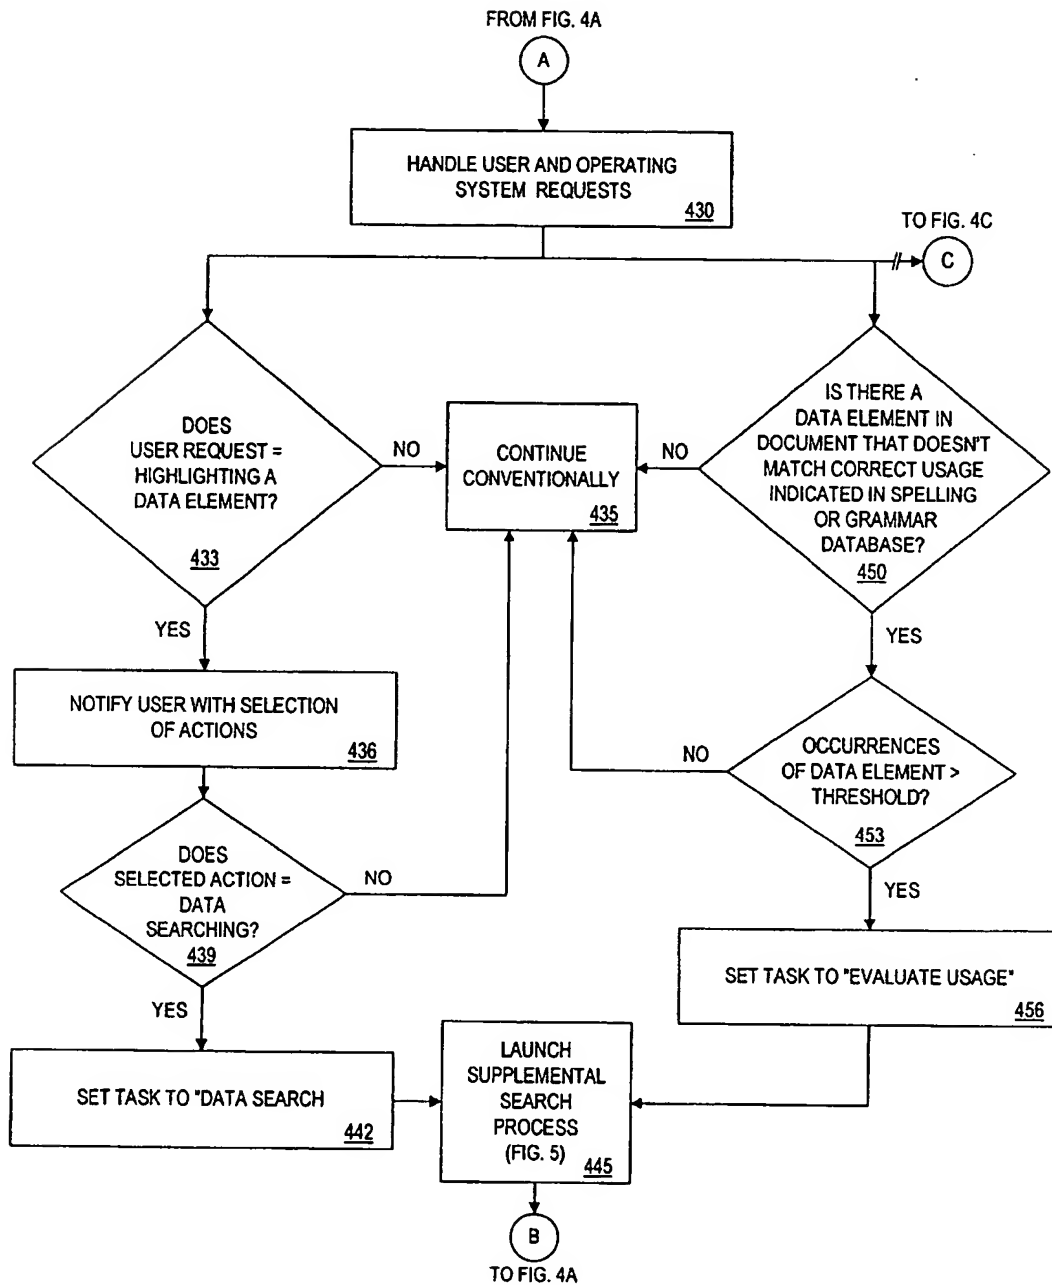 FROM FIG. 4A
A
HANDLE USER AND OPERATING
SYSTEM REQUESTS
430
TO FIG. 4C
C
DOES
USER REQUEST =
HIGHLIGHTING A
DATA ELEMENT?
433
NO
CONTINUE
CONVENTIONALLY
435
NO
IS THERE A
DATA ELEMENT IN
DOCUMENT THAT DOESN'T
MATCH CORRECT USAGE
INDICATED IN SPELLING
OR GRAMMAR
DATABASE?
450
YES
YES
NOTIFY USER WITH SELECTION
OF ACTIONS
436
NO
OCCURRENCES
OF DATA ELEMENT >
THRESHOLD?
453
DOES
SELECTED ACTION =
DATA
SEARCHING?
439
NO
YES
SET TASK TO "EVALUATE USAGE"
456
YES
SET TASK TO "DATA SEARCH
442
LAUNCH
SUPPLEMENTAL
SEARCH
PROCESS
(FIG. 5)
445
B
TO FIG. 4A